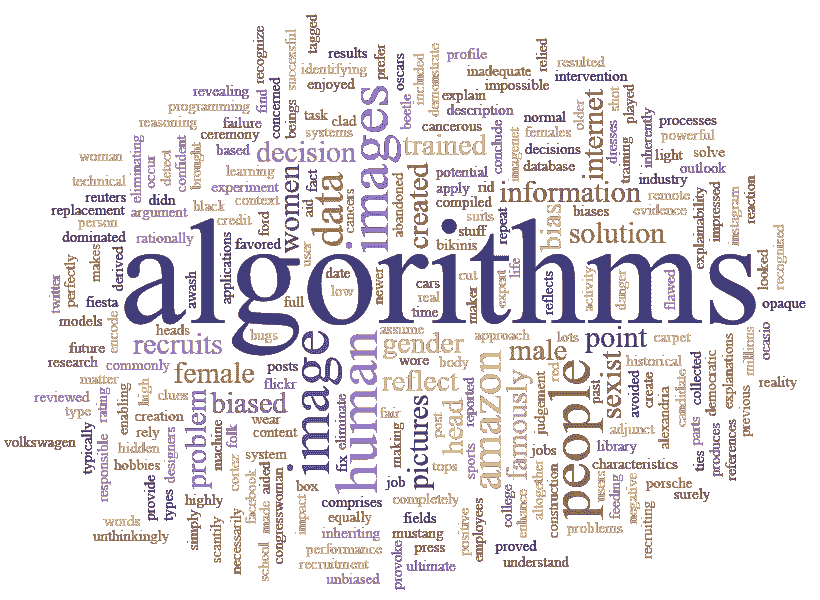 algorithms
human
people
images
image
amazon
data
created
women
decision
trained
information
solution
internet
bias
gender
reflect
male
point
female
recruits
biased
problem
pictures
head
famously
sexist
recognize
successful
tagged
results
identifying
enjoyed
prefer
oscars
included
demonstrate
profile
inadequate
relied
resulted
intervention
impossible
explain
revealing
programming
find
concerned
beings
task
clad
beetle
description
normal
older
shot
played
reasoning
failure
ceremony
systems
cancerous
conclude
imagenet
females
decisions
dresses
training
inherently
processes
powerful
eliminating
detect
confident
brought
based
database
light
solve
woman
occur
learning
potential
industry
outlook
technical
experiment
fact
abandoned
apply
rid
reuters
didn
context
aid
cancers
compiled
remote
explainability
impressed
instagram
reaction
replacement
argument
black
ford
surfs
stuff
repeat
biases
evidence
person
credit
user
bikinis
dominated
rationally
favored
looked
recognised
perfectly
makes
derived
applications
awash
date
newer
cars
cut
expect
life
activity
danger
twitter
low
real
maker
reflects
flawed
fiesta
full
time
opaque
models
encode
heads
bugs
assume
approach
lots
carpet
millions
ocasio
future
wore
body
red
historical
research
commonly
posts
judgement
past
avoided
create
candidate
collected
democratic
explanations
previous
reality
matter
high
clues
flickr
reviewed
rating
enabling
fair
port
reported
alexandria
type
creation
machine
folk
wear
eliminate
making
adjunct
parts
produces
references
volkswagen
typically
rely
designers
content
fix
sports
library
ties
responsible
hidden
cortez
system
tops
jobs
characteristics
hobbies
facebook
aided
congresswoman
box
job
college
altogether
construction
users
feeding
negative
porsche
provide
types
highly
made
impact
comprises
completely
enhance
surely
words
simply
scantily
necessarily
school
equally
fields
positive
employees
problems
recruiting
unthinkingly
inheriting
mustang
performance
provoke
press
proved
recruitment
understand
unbiased
ultimate